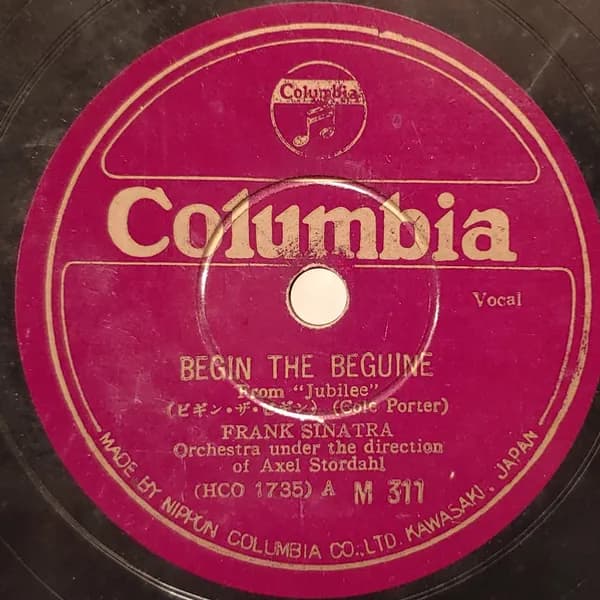 Columbia
Columbia
Vocal
BEGIN THE BEGUINE
From "Jubilee"
(ビギン・ザ・ビギン) (Cole Porter)
FRANK SINATRA
Orchestra under the direction
of Axel Stordahl
(HCO 1735) A M 311
MADE BY NIPPON COLUMBIA CO., LTD. KAWASAKI, JAPAN